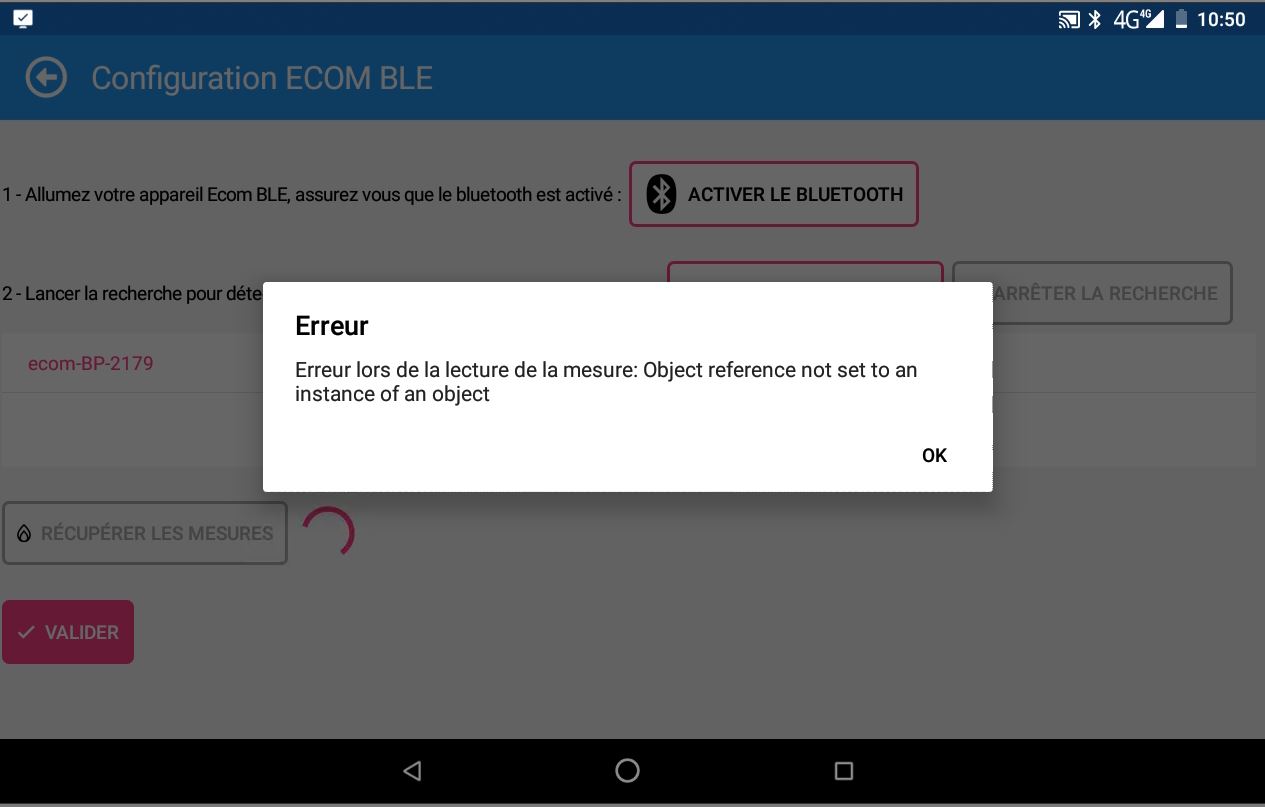 4G 4G 10:50
Configuration ECOM BLE
1 - Allumez votre appareil Ecom BLE, assurez vous que le bluetooth est activé : ACTIVER LE BLUETOOTH
2 - Lancer la recherche pour déte ARRÊTER LA RECHERCHE
Erreur
ecom-BP-2179
Erreur lors de la lecture de la mesure: Object reference not set to an
instance of an object
OK
RÉCUPÉRER LES MESURES
VALIDER